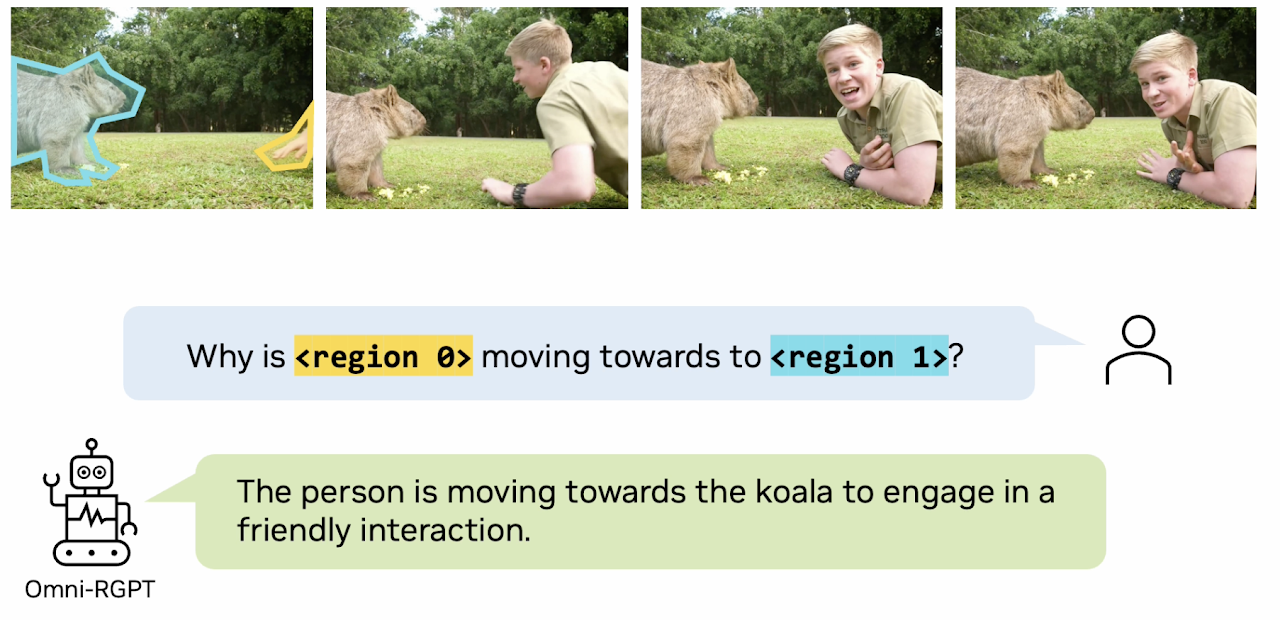 Why is <region 0> moving towards to <region 1>?
The person is moving towards the koala to engage in a
friendly interaction.
Omni-RGPT